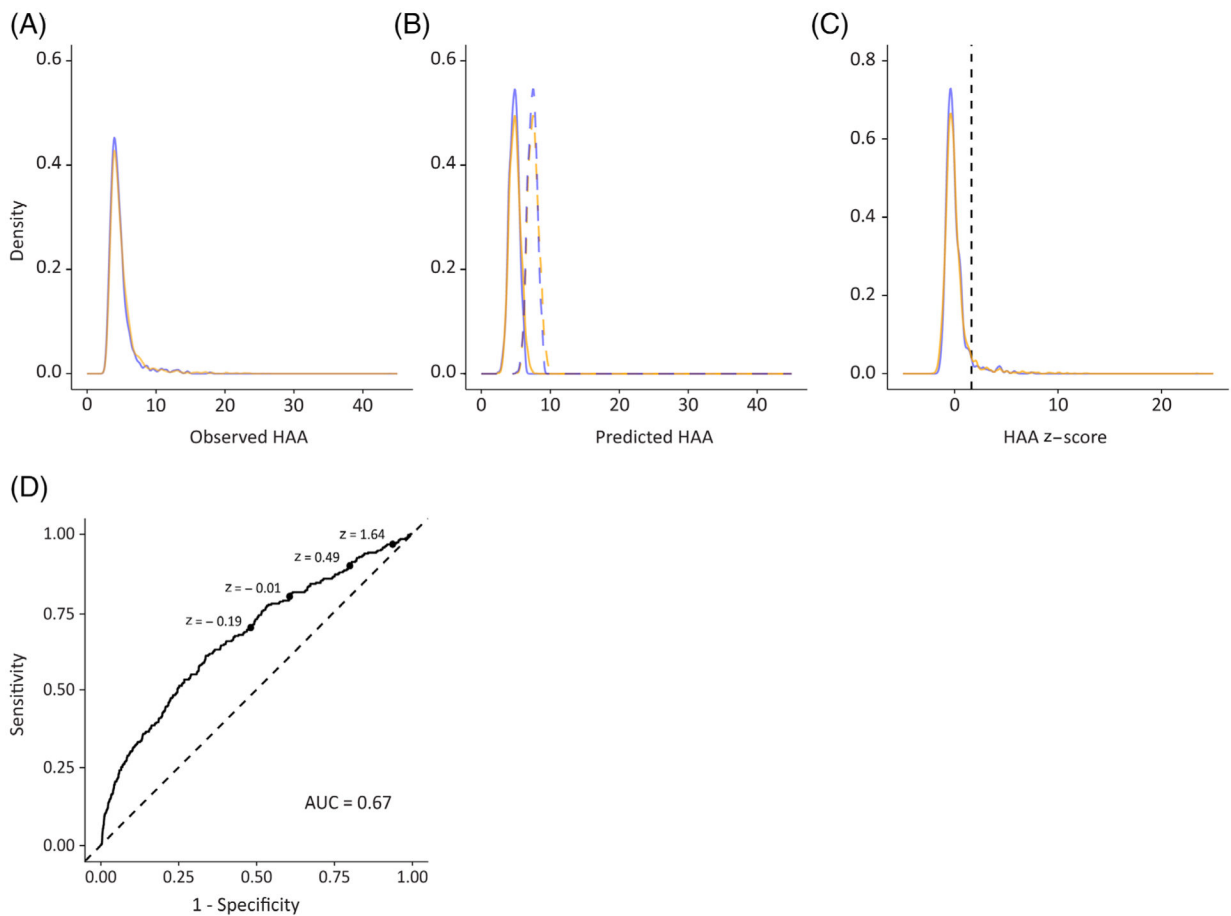 (A)
0.6
0.4
0.2
0.0
Density
0 10 20 30 40
Observed HAA
(B)
0.6
0.4
0.2
0.0
0 10 20 30 40
Predicted HAA
(C)
0.8
0.6
0.4
0.2
0.0
0 10 20
HAA z-score
(D)
1.00
0.75
0.50
0.25
0.00
Sensitivity
z = 1.64
z = 0.49
z = - 0.01
z = - 0.19
AUC = 0.67
0.00 0.25 0.50 0.75 1.00
1 - Specificity